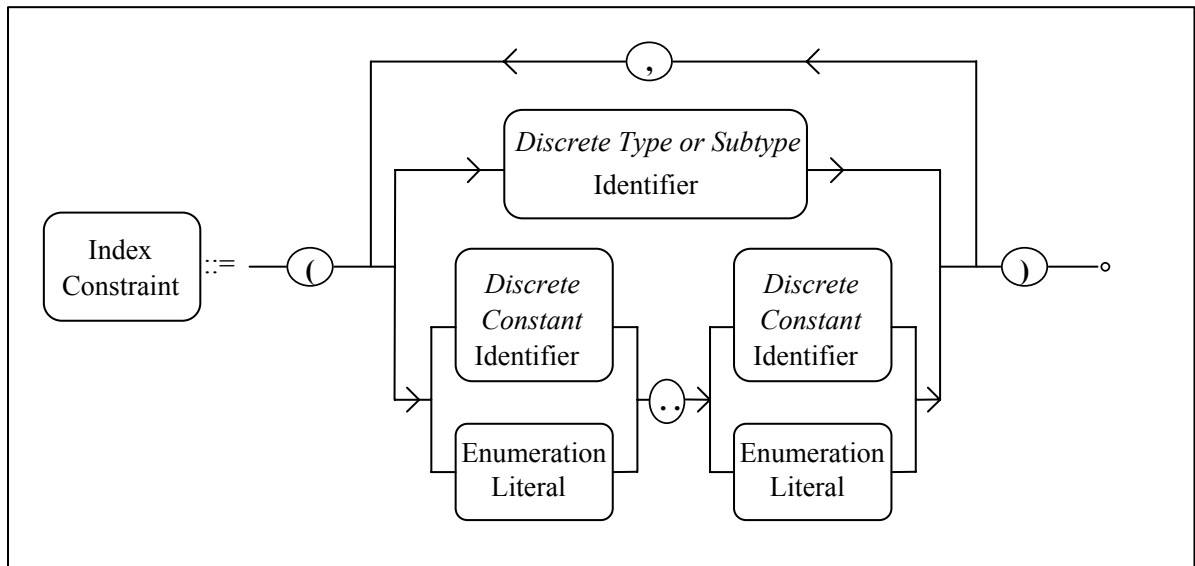 ,
Discrete Type or Subtype
Identifier
Index
Constraint
::=
(
)
Discrete
Constant
Identifier
Discrete
Constant
Identifier
..
Enumeration
Literal
Enumeration
Literal